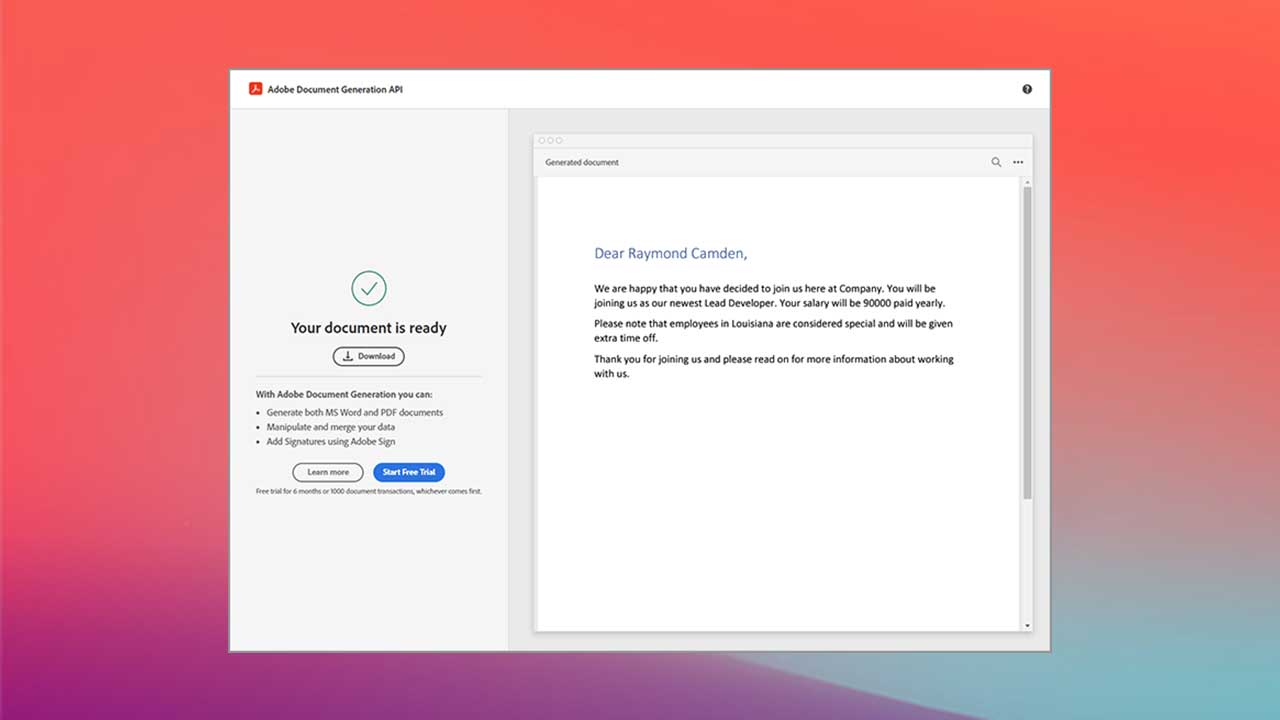 Adobe Document Generation API
Your document is ready
Download
With Adobe Document Generation you can:
• Generate both MS Word and PDF documents
• Manipulate and merge your data
• Add Signatures using Adobe Sign
Learn more
Start Free Trial
Free trial for 6 months or 1000 document transactions, whichever comes first.
Generated document
Dear Raymond Camden,
We are happy that you have decided to join us here at Company. You will be
joining us as our newest Lead Developer. Your salary will be 90000 paid yearly.
Please note that employees in Louisiana are considered special and will be given
extra time off.
Thank you for joining us and please read on for more information about working
with us.